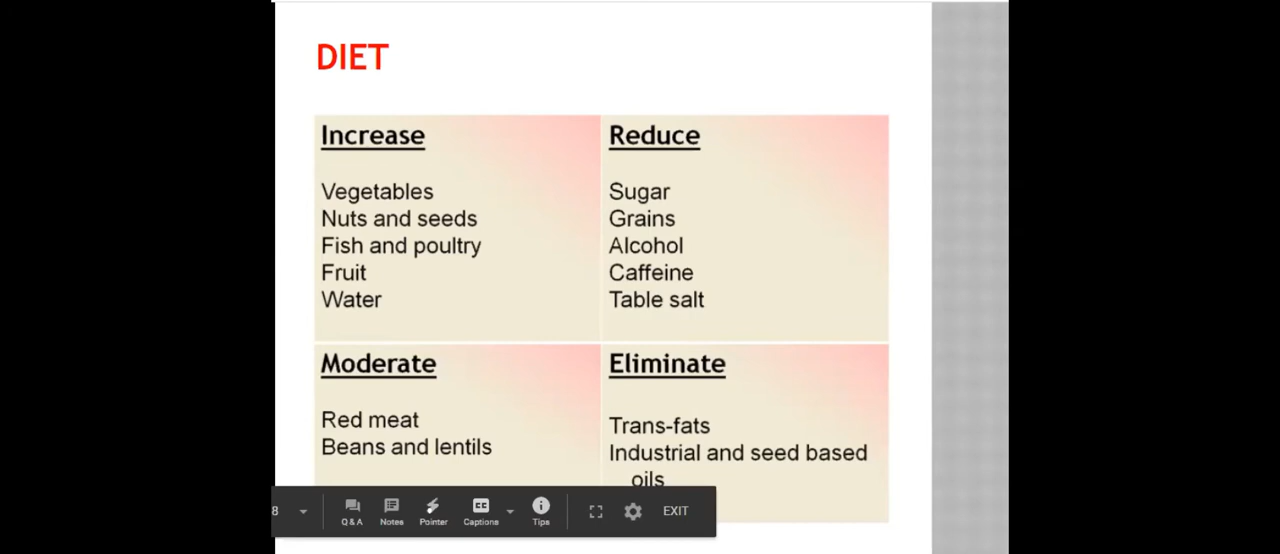 DIET
Increase
Vegetables
Nuts and seeds
Fish and poultry
Fruit
Water
Reduce
Sugar
Grains
Alcohol
Caffeine
Table salt
Moderate
Red meat
Beans and lentils
Eliminate
Trans-fats
Industrial and seed based
oils
8 Q & A Notes Pointer Captions Tips EXIT